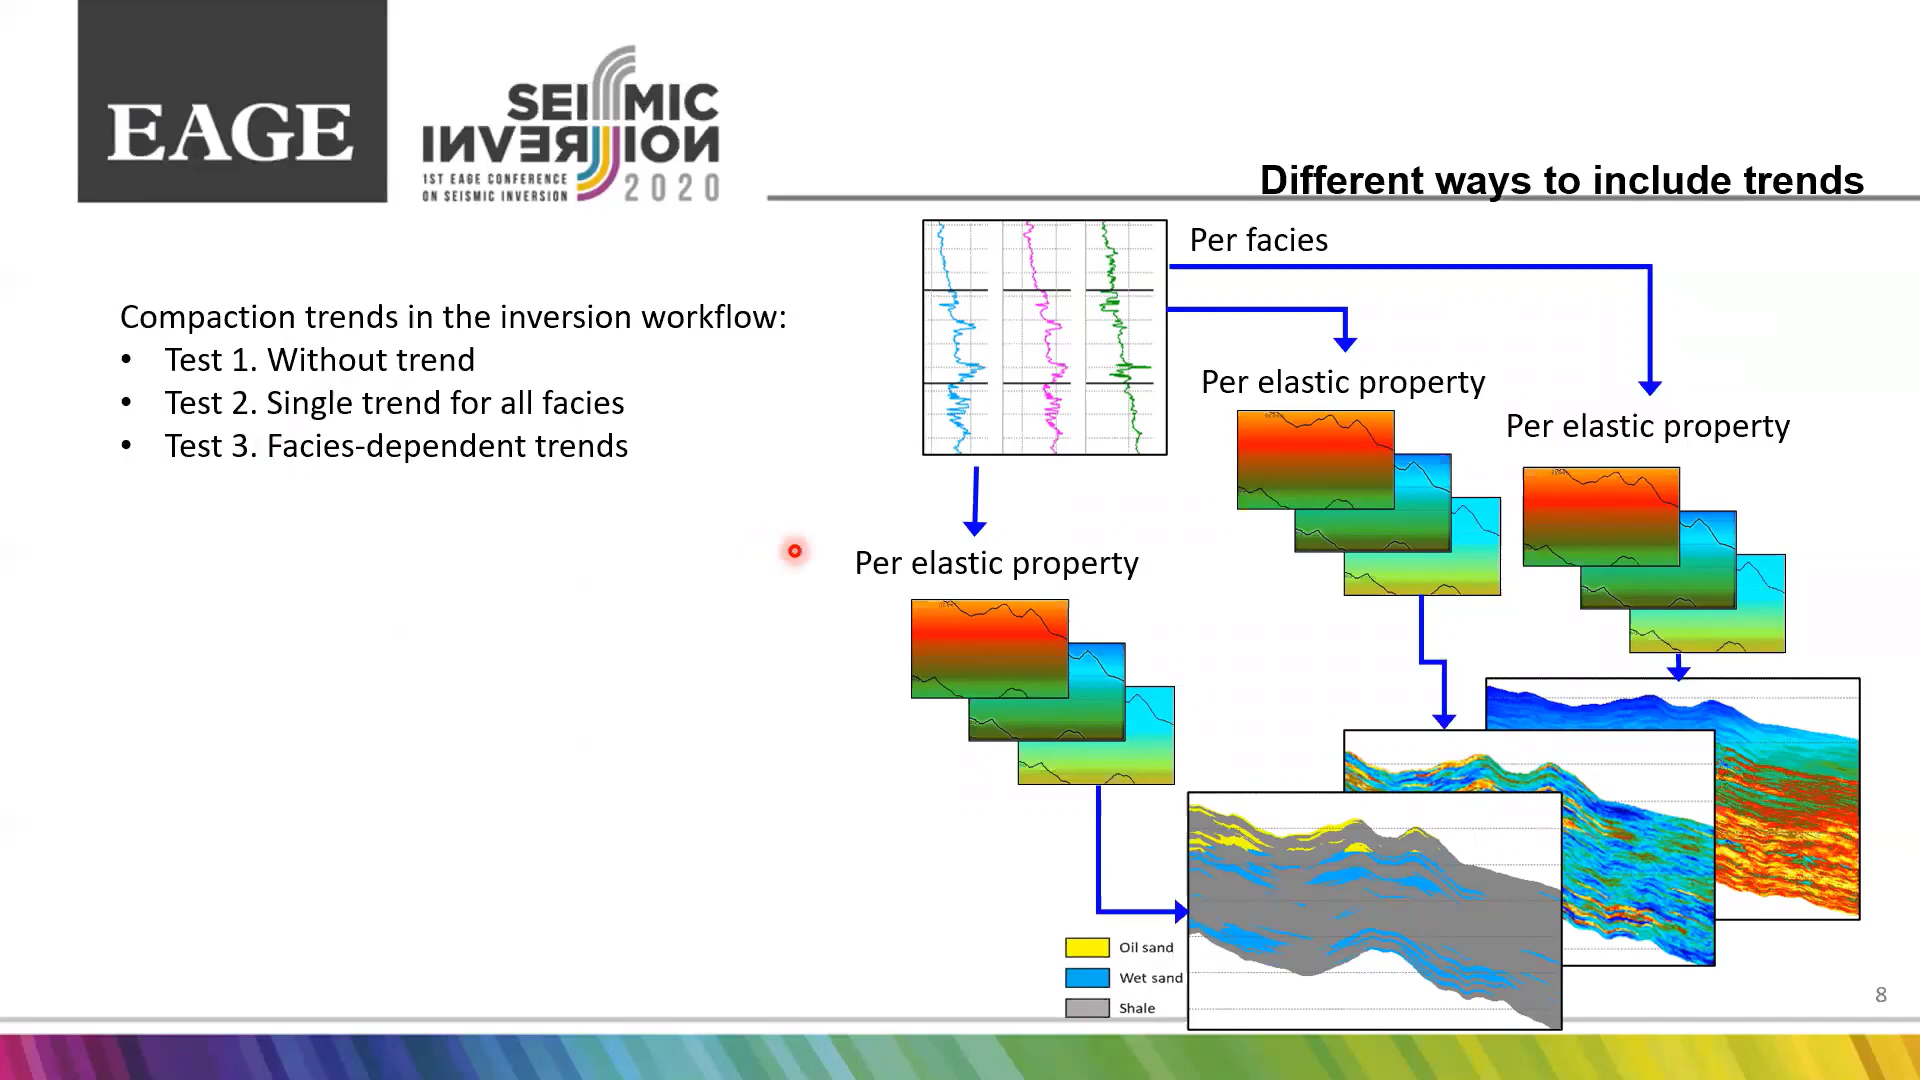 EAGE
SEISMIC
INVERSION
1ST EAGE CONFERENCE
ON SEISMIC INVERSION
2020
Different ways to include trends
Compaction trends in the inversion workflow:
• Test 1. Without trend
• Test 2. Single trend for all facies
• Test 3. Facies-dependent trends
Per facies
Per elastic property
Per elastic property
Per elastic property
Oil sand
Wet sand
Shale
8